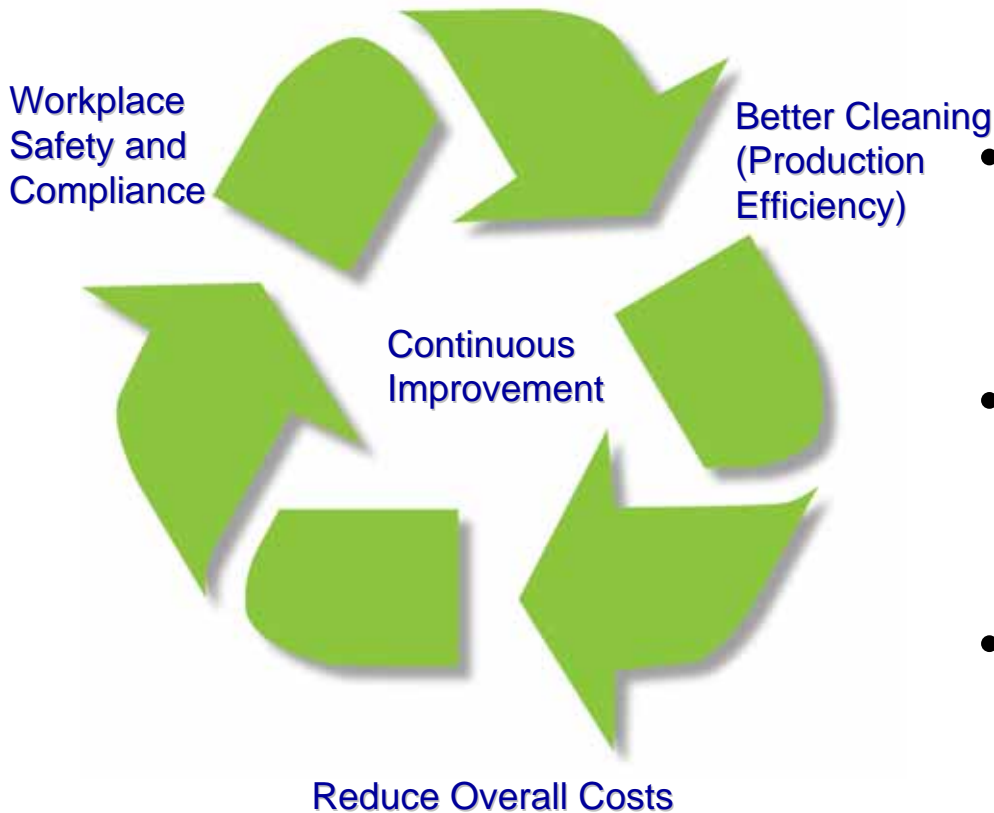 Workplace
Safety and
Compliance
Better Cleaning
(Production
Efficiency)
Continuous
Improvement
Reduce Overall Costs